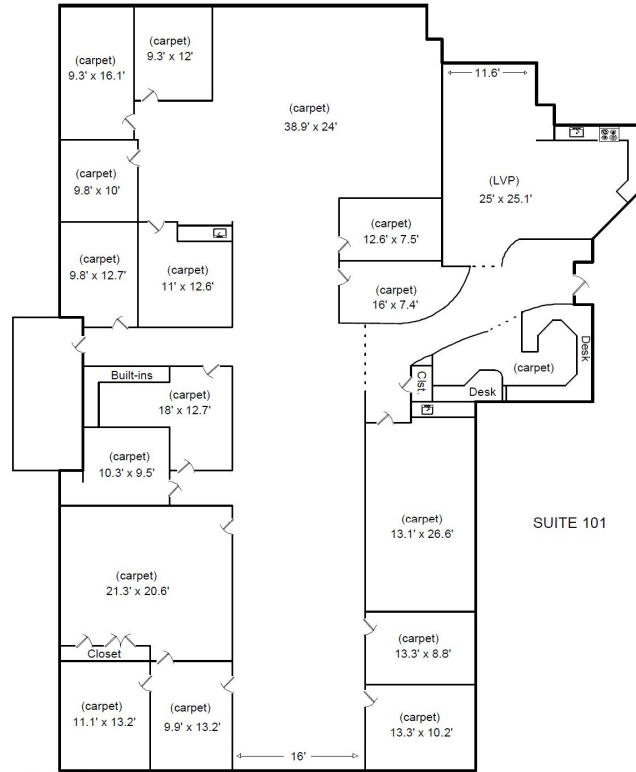 (carpet)
9.3' x 16.1'
(carpet)
9.3' x 12'
(carpet)
38.9' x 24'
11.6'
(LVP)
25' x 25.1'
(carpet)
9.8' x 10'
(carpet)
12.6' x 7.5'
(carpet)
9.8' x 12.7'
(carpet)
11' x 12.6'
(carpet)
16' x 7.4'
Built-ins
(carpet)
18' x 12.7'
Clst.
Desk
(carpet)
Desk
(carpet)
10.3' x 9.5'
(carpet)
13.1' x 26.6'
SUITE 101
(carpet)
21.3' x 20.6'
Closet
(carpet)
13.3' x 8.8'
(carpet)
11.1' x 13.2'
(carpet)
9.9' x 13.2'
(carpet)
13.3' x 10.2'
16'